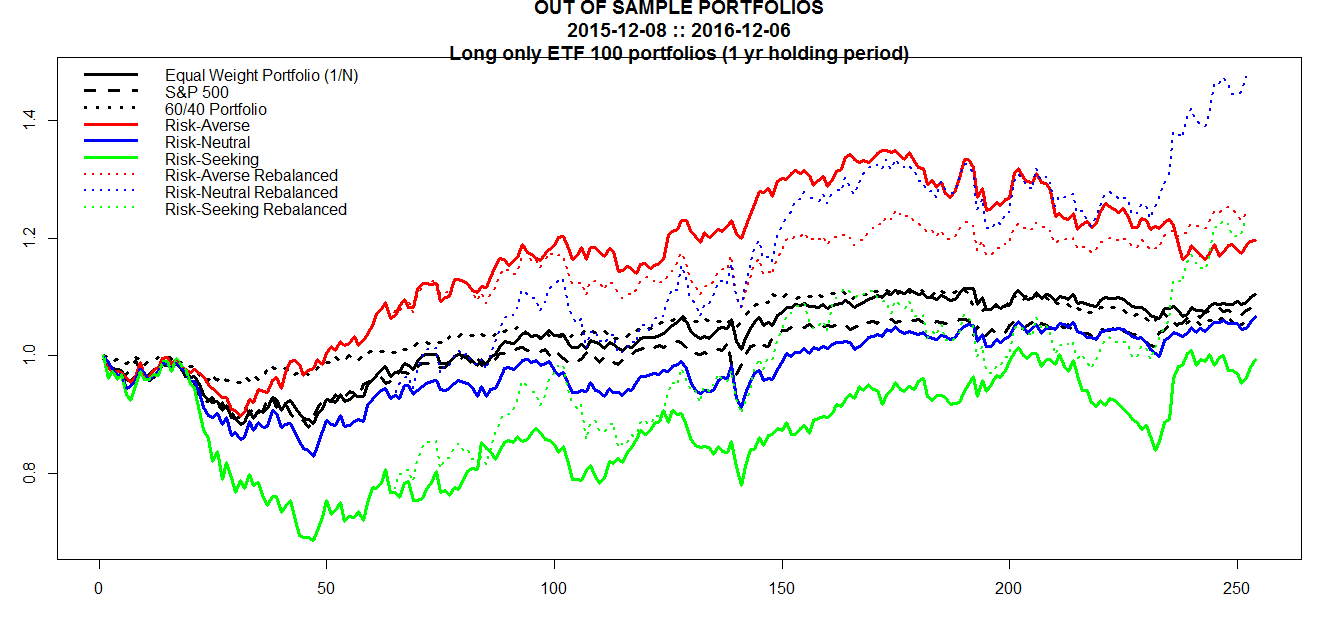 OUT OF SAMPLE PORTFOLIOS
2015-12-08 :: 2016-12-06
Long only ETF 100 portfolios (1 yr holding period)
Equal Weight Portfolio (1/N)
S&P 500
60/40 Portfolio
Risk-Averse
Risk-Neutral
Risk-Seeking
Risk-Averse Rebalanced
Risk-Neutral Rebalanced
Risk-Seeking Rebalanced
1.4
1.2
1.0
0.8
0 50 100 150 200 250